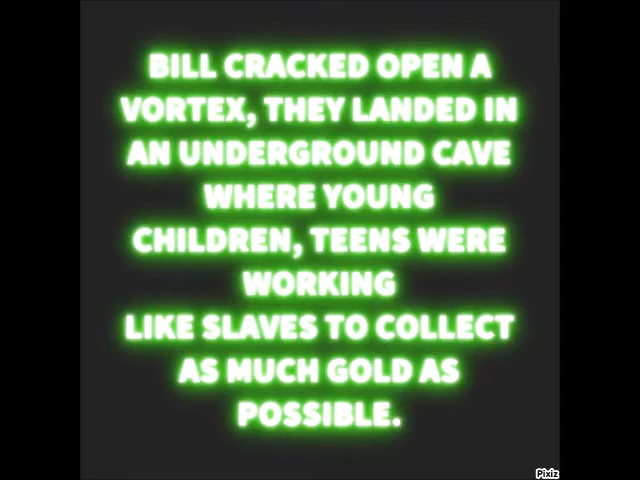 BILL CRACKED OPEN A
VORTEX, THEY LANDED IN
AN UNDERGROUND CAVE
WHERE YOUNG
CHILDREN, TEENS WERE
WORKING
LIKE SLAVES TO COLLECT
AS MUCH GOLD AS
POSSIBLE.
Pixiz